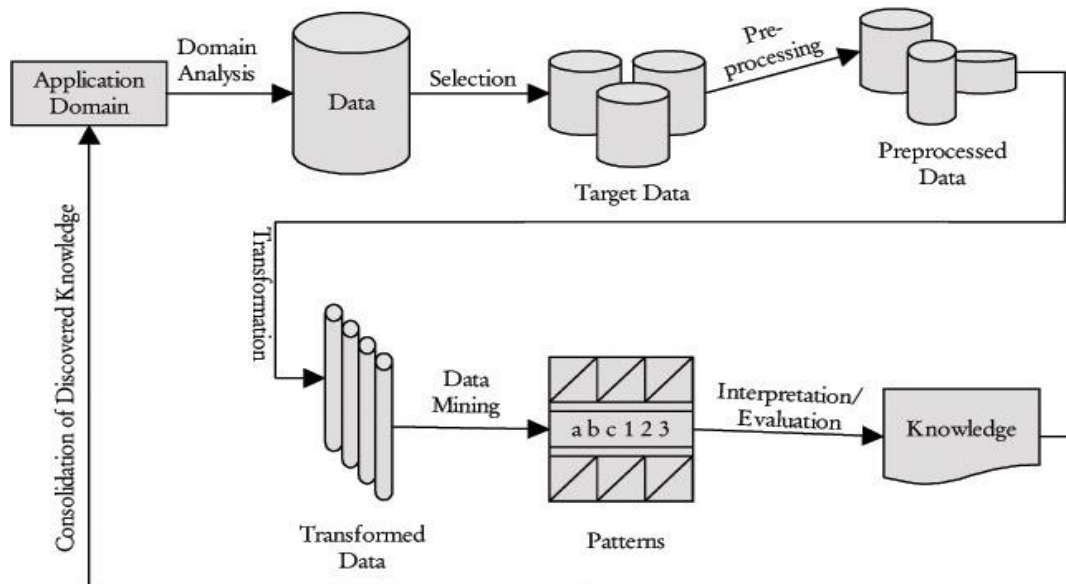 Application
Domain
Domain
Analysis
Data
Selection
Target Data
Pre-
processing
Preprocessed
Data
Transformation
Transformed
Data
Data
Mining
a b c 1 2 3
Patterns
Interpretation/
Evaluation
Knowledge
Consolidation of Discovered Knowledge